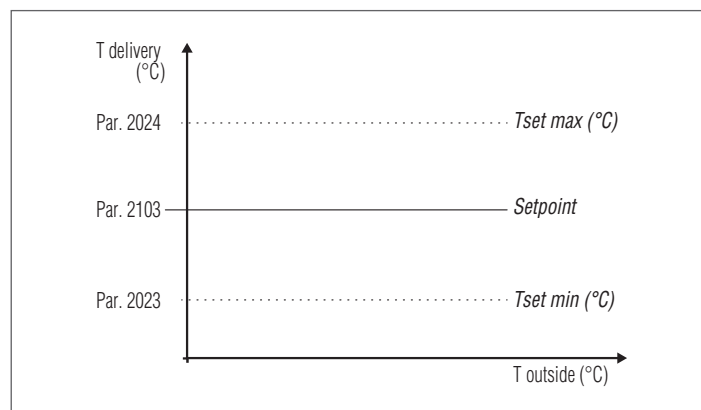 T delivery
(°C)
Par. 2024
Tset max (°C)
Par. 2103
Setpoint
Par. 2023
Tset min (°C)
T outside (°C)